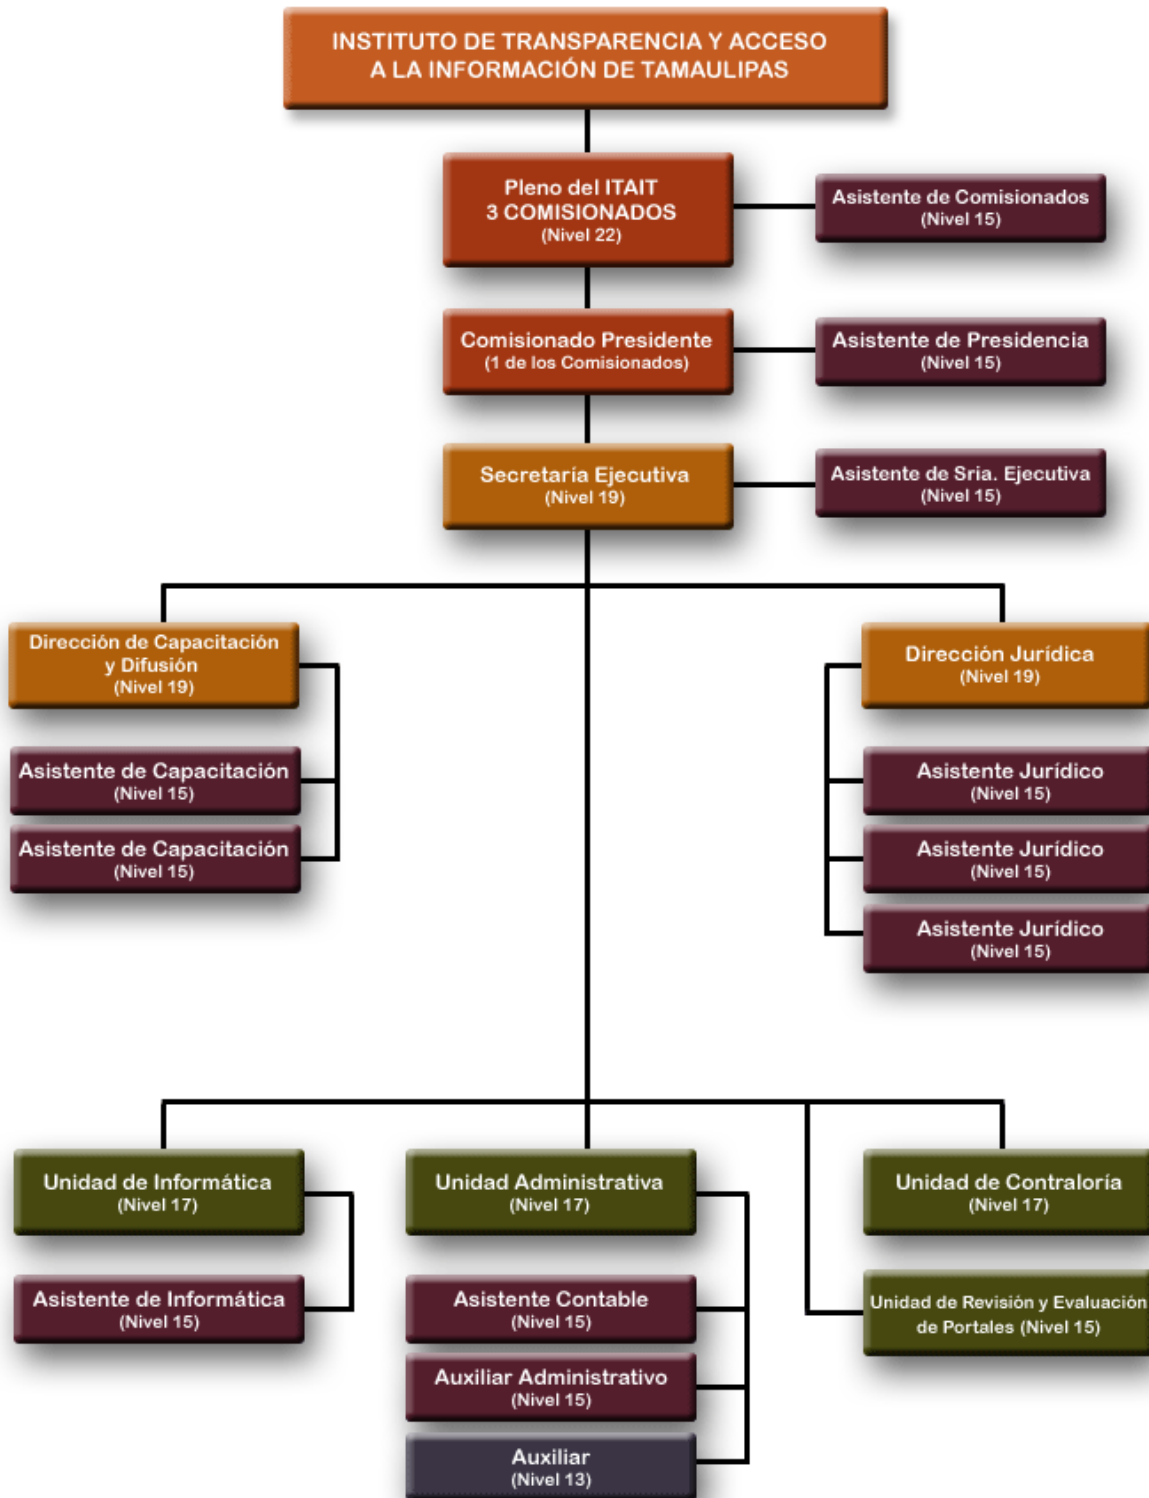 INSTITUTO DE TRANSPARENCIA Y ACCESO
A LA INFORMACIÓN DE TAMAULIPAS
Pleno del ITAIT
3 COMISIONADOS
(Nivel 22)
Asistente de Comisionados
(Nivel 15)
Comisionado Presidente
(1 de los Comisionados)
Asistente de Presidencia
(Nivel 15)
Secretaría Ejecutiva
(Nivel 19)
Asistente de Sria. Ejecutiva
(Nivel 15)
Dirección de Capacitación
y Difusión
(Nivel 19)
Asistente de Capacitación
(Nivel 15)
Asistente de Capacitación
(Nivel 15)
Dirección Jurídica
(Nivel 19)
Asistente Jurídico
(Nivel 15)
Asistente Jurídico
(Nivel 15)
Asistente Jurídico
(Nivel 15)
Unidad de Informática
(Nivel 17)
Asistente de Informática
(Nivel 15)
Unidad Administrativa
(Nivel 17)
Asistente Contable
(Nivel 15)
Auxiliar Administrativo
(Nivel 15)
Auxiliar
(Nivel 13)
Unidad de Contraloría
(Nivel 17)
Unidad de Revisión y Evaluación
de Portales (Nivel 15)